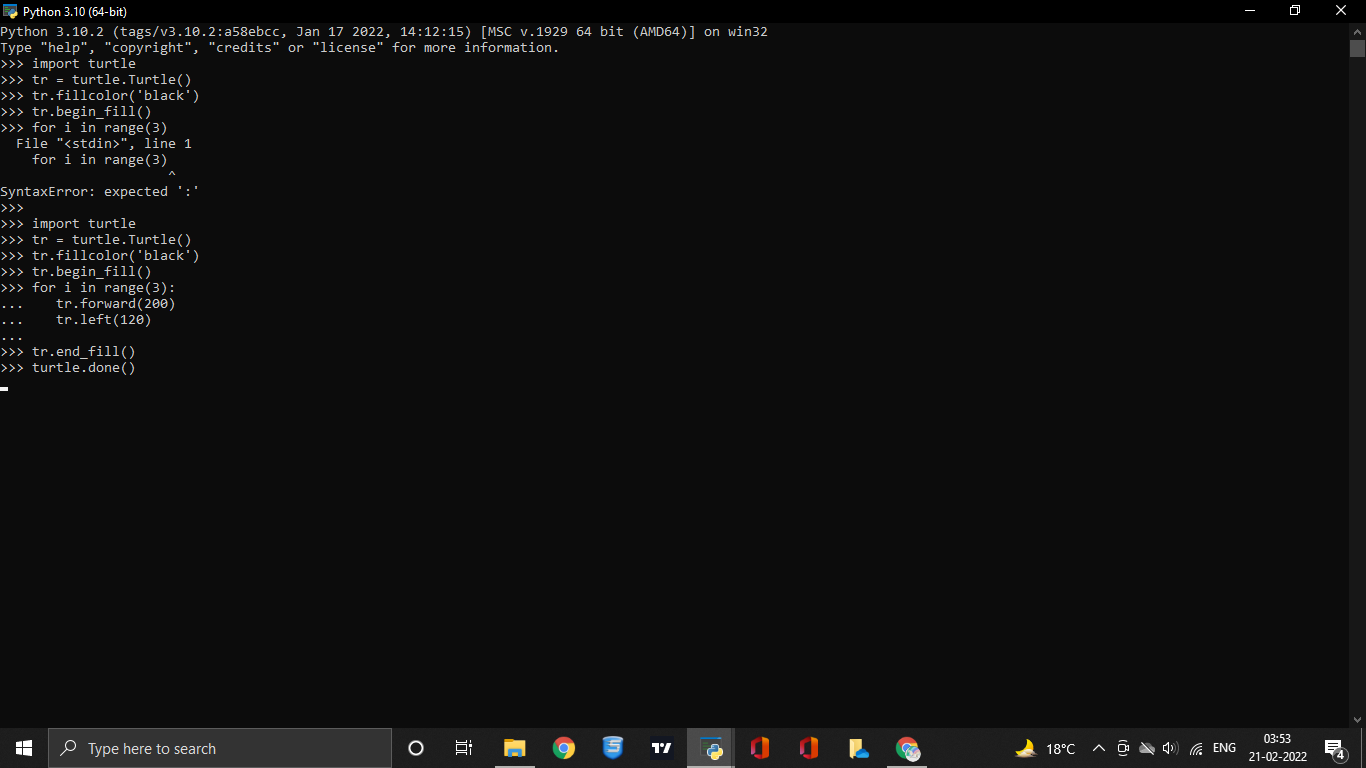 Python 3.10 (64-bit)
Python 3.10.2 (tags/v3.10.2:a58ebcc, Jan 17 2022, 14:12:15) [MSC v.1929 64 bit (AMD64)] on win32
Type "help", "copyright", "credits" or "license" for more information.
>>> import turtle
>>> tr = turtle.Turtle()
>>> tr.fillcolor('black')
>>> tr.begin_fill()
>>> for i in range(3)
  File "<stdin>", line 1
    for i in range(3)
                     ^
SyntaxError: expected ':'
>>>
>>> import turtle
>>> tr = turtle.Turtle()
>>> tr.fillcolor('black')
>>> tr.begin_fill()
>>> for i in range(3):
...    tr.forward(200)
...    tr.left(120)
...
>>> tr.end_fill()
>>> turtle.done()
Type here to search
18°C
ENG
03:53
21-02-2022
4